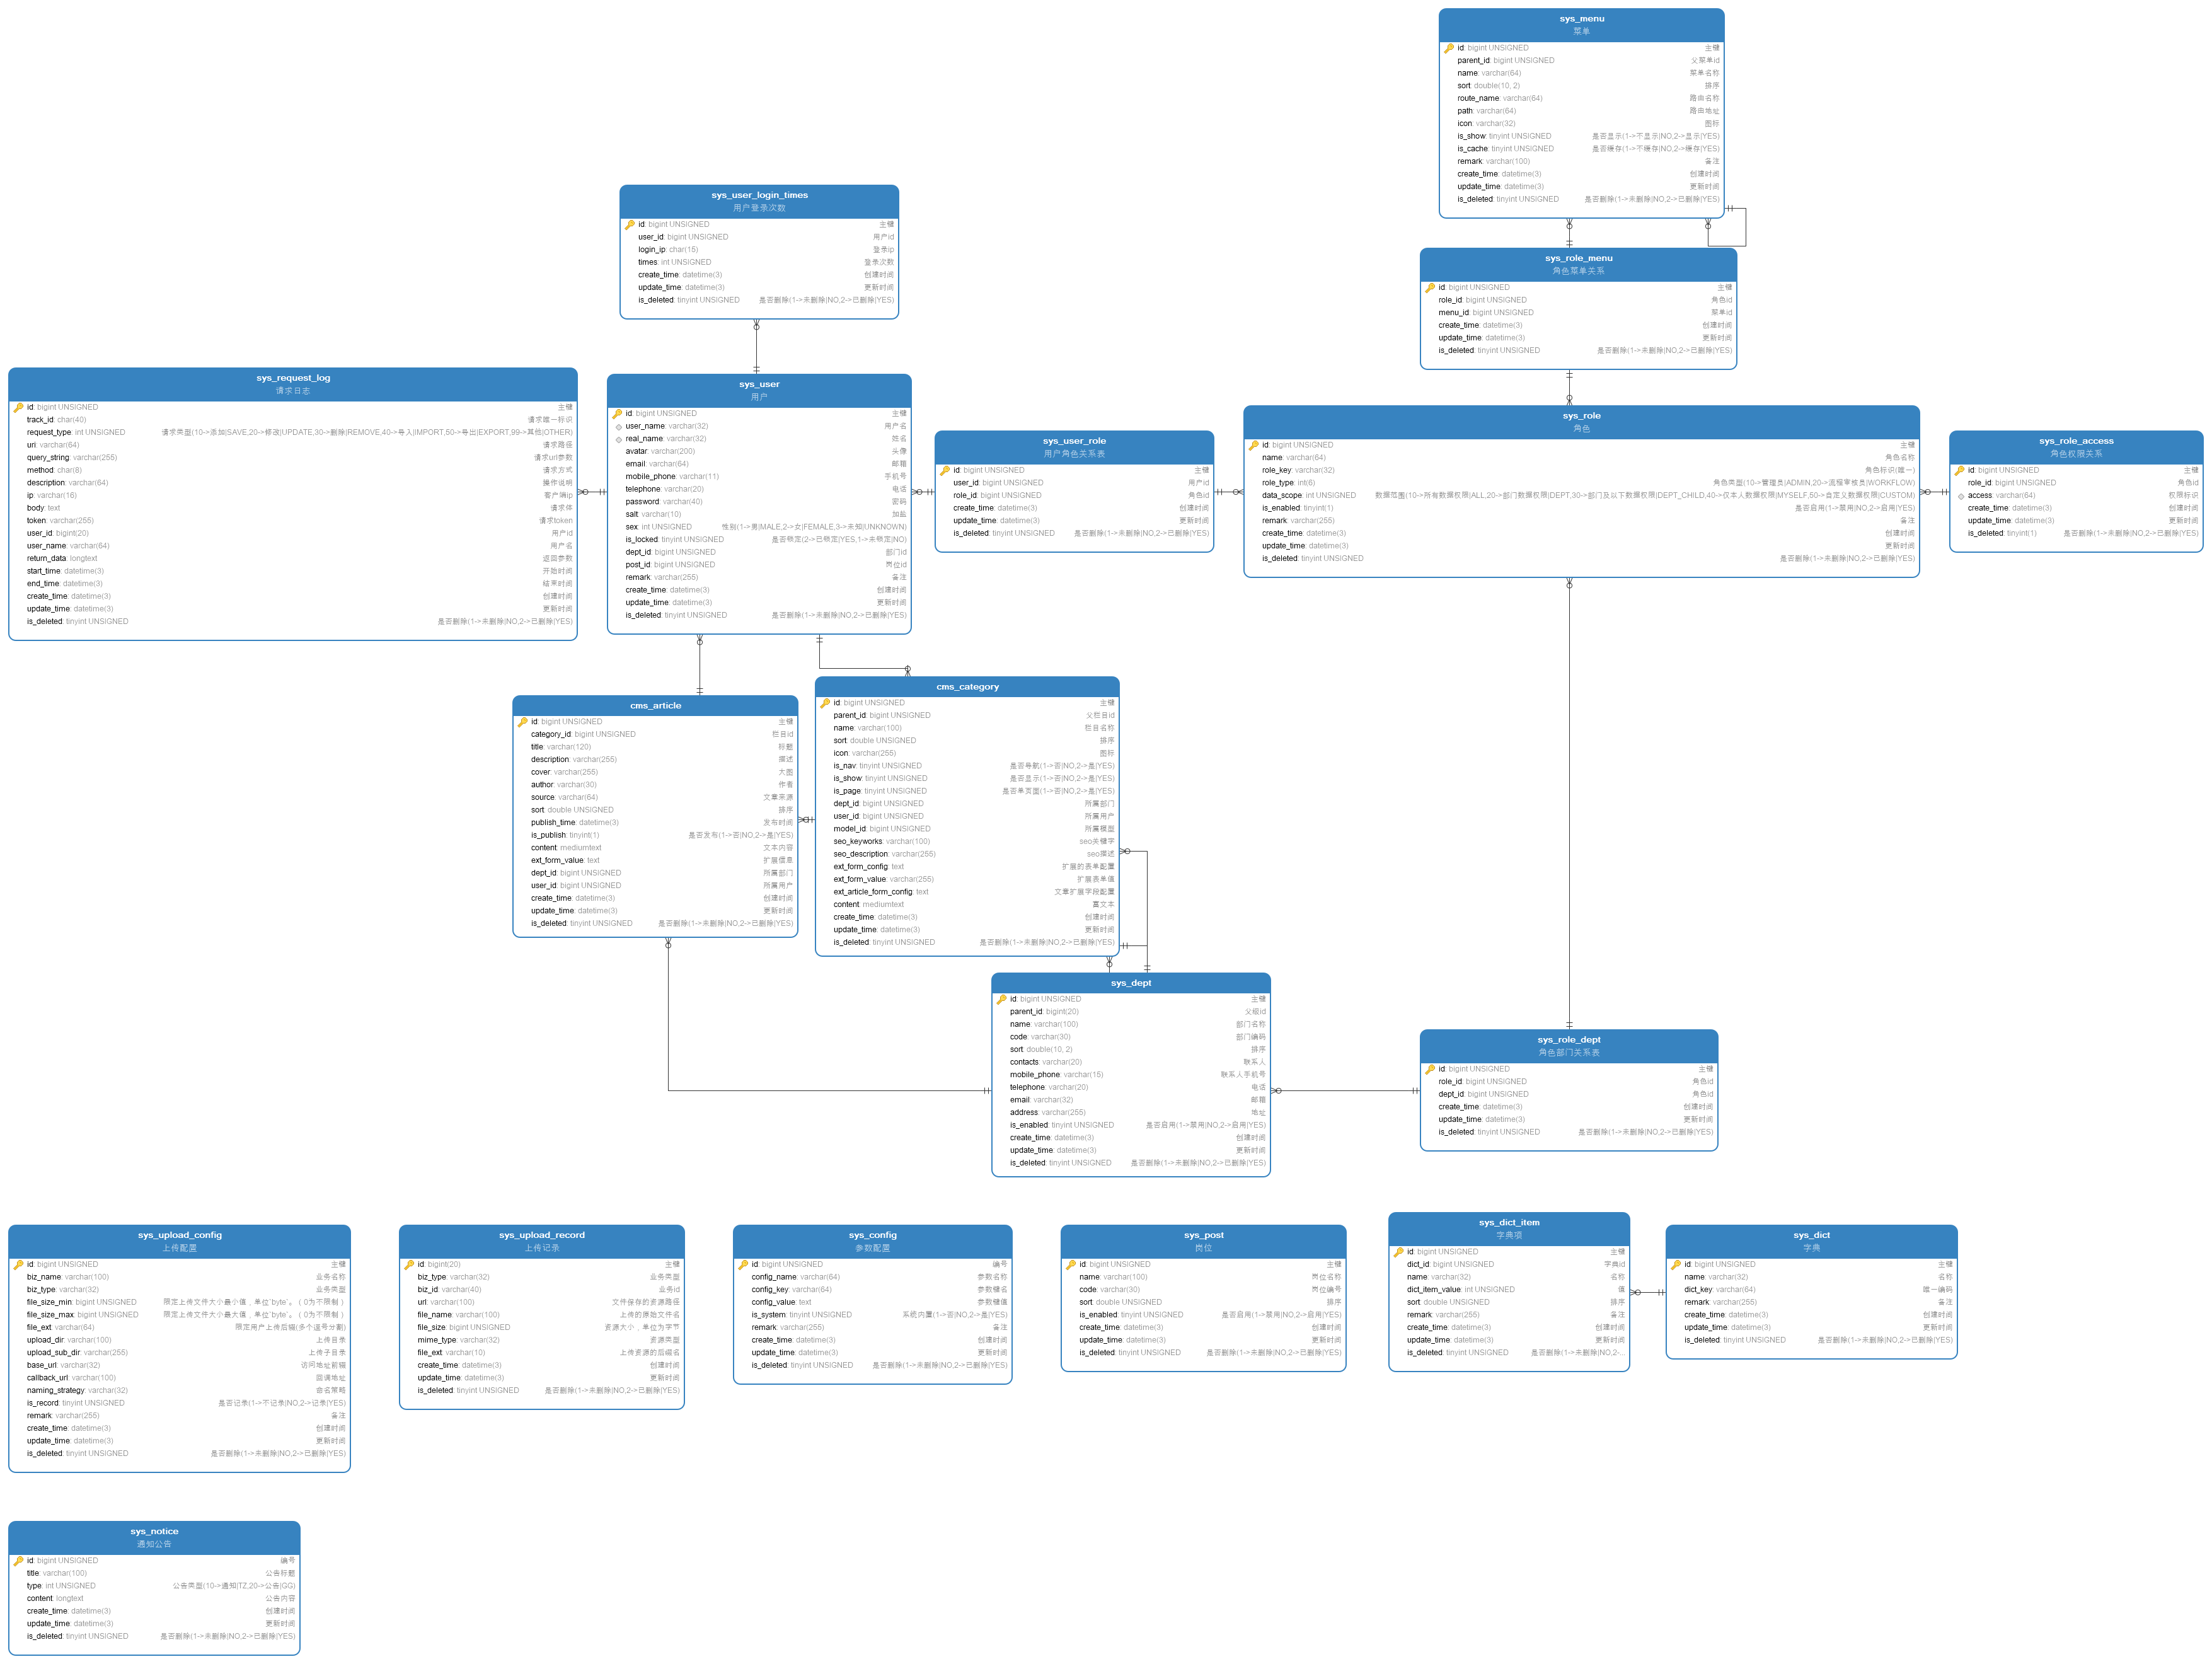 sys_menu
菜单
id: bigint UNSIGNED 主键
parent_id: bigint UNSIGNED 父菜单id
name: varchar(64) 菜单名称
sort: double(10, 2) 排序
route_name: varchar(64) 路由名称
path: varchar(64) 路由地址
icon: varchar(32) 图标
is_show: tinyint UNSIGNED 是否显示(1->不显示|NO,2->显示|YES)
is_cache: tinyint UNSIGNED 是否缓存(1->不缓存|NO,2->缓存|YES)
remark: varchar(100) 备注
create_time: datetime(3) 创建时间
update_time: datetime(3) 更新时间
is_deleted: tinyint UNSIGNED 是否删除(1->未删除|NO,2->已删除|YES)
sys_user_login_times
用户登录次数
id: bigint UNSIGNED 主键
user_id: bigint UNSIGNED 用户id
login_ip: char(15) 登录ip
times: int UNSIGNED 登录次数
create_time: datetime(3) 创建时间
update_time: datetime(3) 更新时间
is_deleted: tinyint UNSIGNED 是否删除(1->未删除|NO,2->已删除|YES)
sys_role_menu
角色菜单关系
id: bigint UNSIGNED 主键
role_id: bigint UNSIGNED 角色id
menu_id: bigint UNSIGNED 菜单id
create_time: datetime(3) 创建时间
update_time: datetime(3) 更新时间
is_deleted: tinyint UNSIGNED 是否删除(1->未删除|NO,2->已删除|YES)
sys_request_log
请求日志
id: bigint UNSIGNED 主键
track_id: char(40) 请求唯一标识
request_type: int UNSIGNED 请求类型(10->添加|SAVE,20->修改|UPDATE,30->删除|REMOVE,40->导入|IMPORT,50->导出|EXPORT,99->其他|OTHER)
uri: varchar(64) 请求路径
query_string: varchar(255) 请求url参数
method: char(8) 请求方式
description: varchar(64) 操作说明
ip: varchar(16) 客户端ip
body: text 请求体
token: varchar(255) 请求token
user_id: bigint(20) 用户id
user_name: varchar(64) 用户名
return_data: longtext 返回参数
start_time: datetime(3) 开始时间
end_time: datetime(3) 结束时间
create_time: datetime(3) 创建时间
update_time: datetime(3) 更新时间
is_deleted: tinyint UNSIGNED 是否删除(1->未删除|NO,2->已删除|YES)
sys_user
用户
id: bigint UNSIGNED 主键
user_name: varchar(32) 用户名
real_name: varchar(32) 姓名
avatar: varchar(200) 头像
email: varchar(64) 邮箱
mobile_phone: varchar(11) 手机号
telephone: varchar(20) 电话
password: varchar(40) 密码
salt: varchar(10) 加盐
sex: int UNSIGNED 性别(1->男|MALE,2->女|FEMALE,3->未知|UNKNOWN)
is_locked: tinyint UNSIGNED 是否锁定(2->已锁定|YES,1->未锁定|NO)
dept_id: bigint UNSIGNED 部门id
post_id: bigint UNSIGNED 岗位id
remark: varchar(255) 备注
create_time: datetime(3) 创建时间
update_time: datetime(3) 更新时间
is_deleted: tinyint UNSIGNED 是否删除(1->未删除|NO,2->已删除|YES)
sys_user_role
用户角色关系表
id: bigint UNSIGNED 主键
user_id: bigint UNSIGNED 用户id
role_id: bigint UNSIGNED 角色id
create_time: datetime(3) 创建时间
update_time: datetime(3) 更新时间
is_deleted: tinyint UNSIGNED 是否删除(1->未删除|NO,2->已删除|YES)
sys_role
角色
id: bigint UNSIGNED 主键
name: varchar(64) 角色名称
role_key: varchar(32) 角色标识(唯一)
role_type: int(6) 角色类型(10->管理员|ADMIN,20->流程审核员|WORKFLOW)
data_scope: int UNSIGNED 数据范围(10->所有数据权限|ALL,20->部门数据权限|DEPT,30->部门及以下数据权限|DEPT_CHILD,40->仅本人数据权限|MYSELF,50->自定义数据权限|CUSTOM)
is_enabled: tinyint(1) 是否启用(1->禁用|NO,2->启用|YES)
remark: varchar(255) 备注
create_time: datetime(3) 创建时间
update_time: datetime(3) 更新时间
is_deleted: tinyint UNSIGNED 是否删除(1->未删除|NO,2->已删除|YES)
sys_role_access
角色权限关系
id: bigint UNSIGNED 主键
role_id: bigint UNSIGNED 角色id
access: varchar(64) 权限标识
create_time: datetime(3) 创建时间
update_time: datetime(3) 更新时间
is_deleted: tinyint(1) 是否删除(1->未删除|NO,2->已删除|YES)
cms_article
id: bigint UNSIGNED 主键
category_id: bigint UNSIGNED 栏目id
title: varchar(120) 标题
description: varchar(255) 描述
cover: varchar(255) 大图
author: varchar(30) 作者
source: varchar(64) 文章来源
sort: double UNSIGNED 排序
publish_time: datetime(3) 发布时间
is_publish: tinyint(1) 是否发布(1->否|NO,2->是|YES)
content: mediumtext 文本内容
ext_form_value: text 扩展信息
dept_id: bigint UNSIGNED 所属部门
user_id: bigint UNSIGNED 所属用户
create_time: datetime(3) 创建时间
update_time: datetime(3) 更新时间
is_deleted: tinyint UNSIGNED 是否删除(1->未删除|NO,2->已删除|YES)
cms_category
id: bigint UNSIGNED 主键
parent_id: bigint UNSIGNED 父栏目id
name: varchar(100) 栏目名称
sort: double UNSIGNED 排序
icon: varchar(255) 图标
is_nav: tinyint UNSIGNED 是否导航(1->否|NO,2->是|YES)
is_show: tinyint UNSIGNED 是否显示(1->否|NO,2->是|YES)
is_page: tinyint UNSIGNED 是否单页面(1->否|NO,2->是|YES)
dept_id: bigint UNSIGNED 所属部门
user_id: bigint UNSIGNED 所属用户
model_id: bigint UNSIGNED 所属模型
seo_keyworks: varchar(100) seo关键字
seo_description: varchar(255) seo描述
ext_form_config: text 扩展的表单配置
ext_form_value: varchar(255) 扩展表单值
ext_article_form_config: text 文章扩展字段配置
content: mediumtext 富文本
create_time: datetime(3) 创建时间
update_time: datetime(3) 更新时间
is_deleted: tinyint UNSIGNED 是否删除(1->未删除|NO,2->已删除|YES)
sys_dept
id: bigint UNSIGNED 主键
parent_id: bigint(20) 父级id
name: varchar(100) 部门名称
code: varchar(30) 部门编码
sort: double(10, 2) 排序
contacts: varchar(20) 联系人
mobile_phone: varchar(15) 联系人手机号
telephone: varchar(20) 电话
email: varchar(32) 邮箱
address: varchar(255) 地址
is_enabled: tinyint UNSIGNED 是否启用(1->禁用|NO,2->启用|YES)
create_time: datetime(3) 创建时间
update_time: datetime(3) 更新时间
is_deleted: tinyint UNSIGNED 是否删除(1->未删除|NO,2->已删除|YES)
sys_role_dept
角色部门关系表
id: bigint UNSIGNED 主键
role_id: bigint UNSIGNED 角色id
dept_id: bigint UNSIGNED 角色id
create_time: datetime(3) 创建时间
update_time: datetime(3) 更新时间
is_deleted: tinyint UNSIGNED 是否删除(1->未删除|NO,2->已删除|YES)
sys_upload_config
上传配置
id: bigint UNSIGNED 主键
biz_name: varchar(100) 业务名称
biz_type: varchar(32) 业务类型
file_size_min: bigint UNSIGNED 限定上传文件大小最小值，单位`byte`。（0为不限制）
file_size_max: bigint UNSIGNED 限定上传文件大小最大值，单位`byte`。（0为不限制）
file_ext: varchar(64) 限定用户上传后缀(多个逗号分割)
upload_dir: varchar(100) 上传目录
upload_sub_dir: varchar(255) 上传子目录
base_url: varchar(32) 访问地址前缀
callback_url: varchar(100) 回调地址
naming_strategy: varchar(32) 命名策略
is_record: tinyint UNSIGNED 是否记录(1->不记录|NO,2->记录|YES)
remark: varchar(255) 备注
create_time: datetime(3) 创建时间
update_time: datetime(3) 更新时间
is_deleted: tinyint UNSIGNED 是否删除(1->未删除|NO,2->已删除|YES)
sys_upload_record
上传记录
id: bigint(20) 主键
biz_type: varchar(32) 业务类型
biz_id: varchar(40) 业务id
url: varchar(100) 文件保存的资源路径
file_name: varchar(100) 上传的原始文件名
file_size: bigint UNSIGNED 资源大小，单位为字节
mime_type: varchar(32) 资源类型
file_ext: varchar(10) 上传资源的后缀名
create_time: datetime(3) 创建时间
update_time: datetime(3) 更新时间
is_deleted: tinyint UNSIGNED 是否删除(1->未删除|NO,2->已删除|YES)
sys_config
参数配置
id: bigint UNSIGNED 编号
config_name: varchar(64) 参数名称
config_key: varchar(64) 参数键名
config_value: text 参数键值
is_system: tinyint UNSIGNED 系统内置(1->否|NO,2->是|YES)
remark: varchar(255) 备注
create_time: datetime(3) 创建时间
update_time: datetime(3) 更新时间
is_deleted: tinyint UNSIGNED 是否删除(1->未删除|NO,2->已删除|YES)
sys_post
岗位
id: bigint UNSIGNED 主键
name: varchar(100) 岗位名称
code: varchar(30) 岗位编号
sort: double UNSIGNED 排序
is_enabled: tinyint UNSIGNED 是否启用(1->禁用|NO,2->启用|YES)
create_time: datetime(3) 创建时间
update_time: datetime(3) 更新时间
is_deleted: tinyint UNSIGNED 是否删除(1->未删除|NO,2->已删除|YES)
sys_dict_item
字典项
id: bigint UNSIGNED 主键
dict_id: bigint UNSIGNED 字典id
name: varchar(32) 名称
dict_item_value: int UNSIGNED 值
sort: double UNSIGNED 排序
remark: varchar(255) 备注
create_time: datetime(3) 创建时间
update_time: datetime(3) 更新时间
is_deleted: tinyint UNSIGNED 是否删除(1->未删除|NO,2-...
sys_dict
字典
id: bigint UNSIGNED 主键
name: varchar(32) 名称
dict_key: varchar(64) 唯一编码
remark: varchar(255) 备注
create_time: datetime(3) 创建时间
update_time: datetime(3) 更新时间
is_deleted: tinyint UNSIGNED 是否删除(1->未删除|NO,2->已删除|YES)
sys_notice
通知公告
id: bigint UNSIGNED 编号
title: varchar(100) 公告标题
type: int UNSIGNED 公告类型(10->通知|TZ,20->公告|GG)
content: longtext 公告内容
create_time: datetime(3) 创建时间
update_time: datetime(3) 更新时间
is_deleted: tinyint UNSIGNED 是否删除(1->未删除|NO,2->已删除|YES)